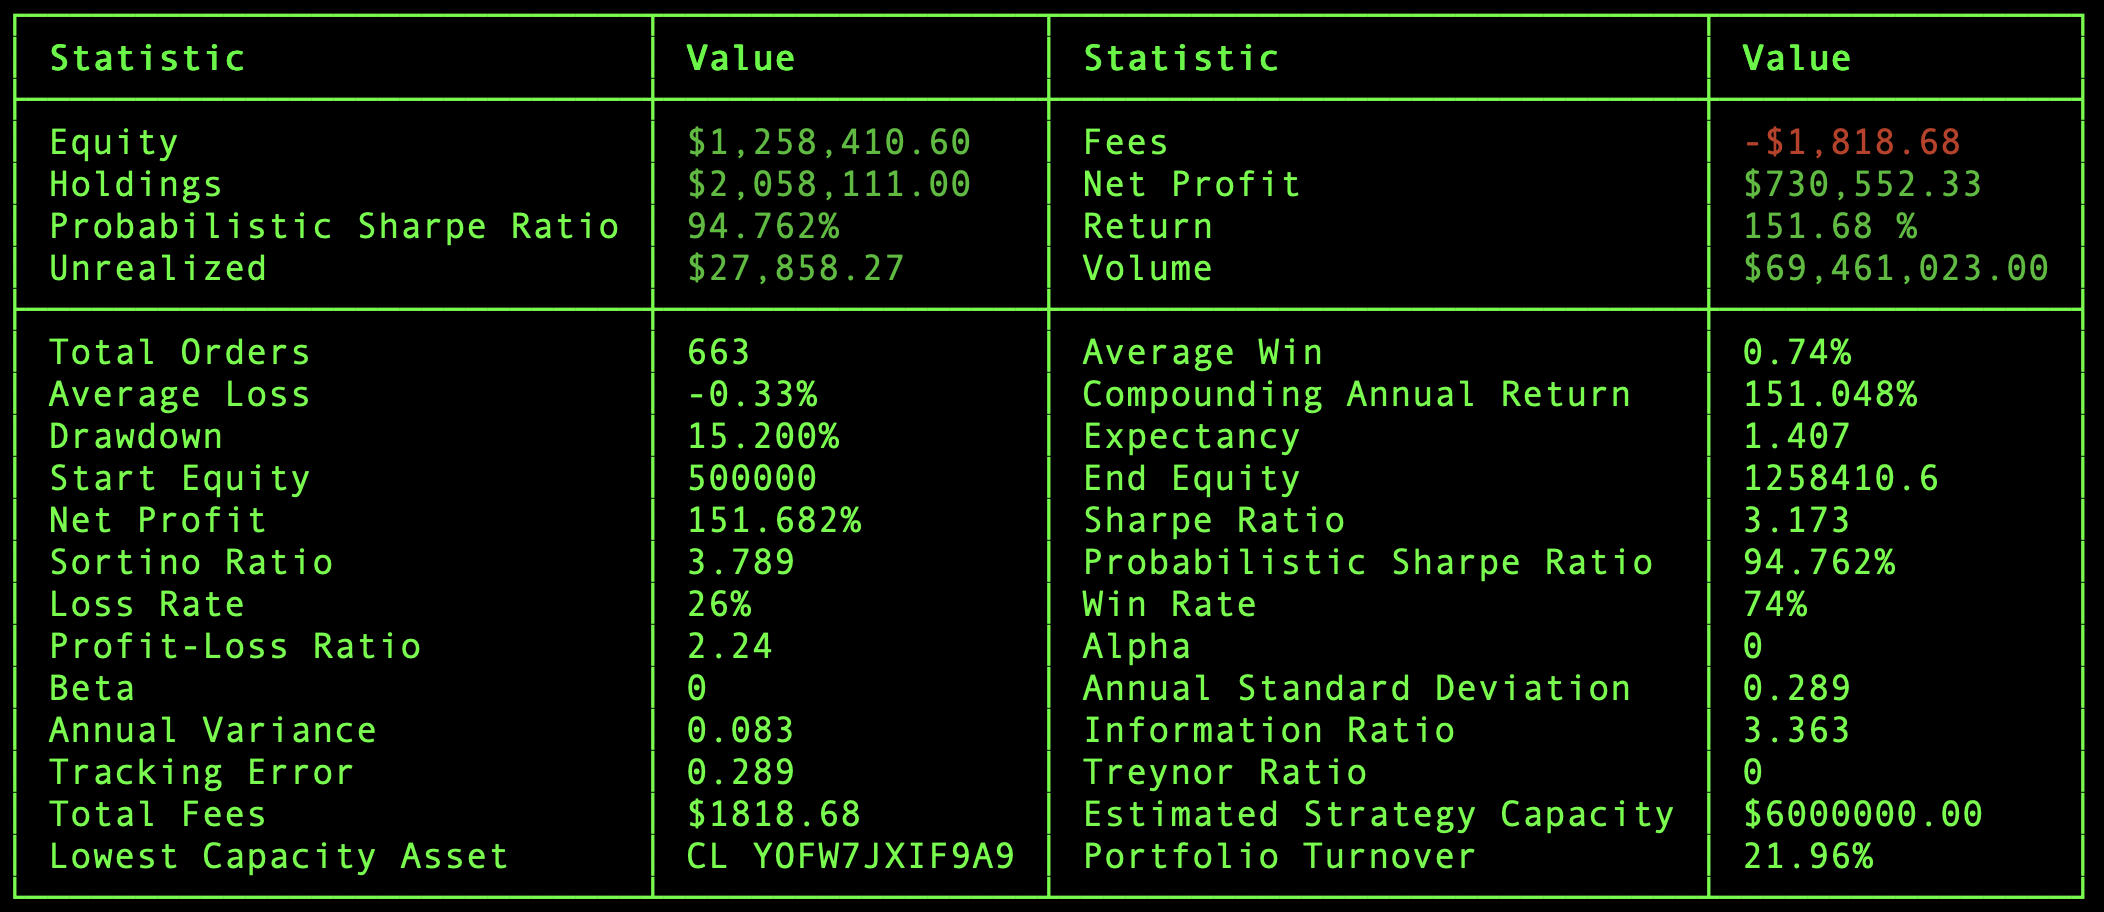 Statistic Value Statistic Value
Equity $1,258,410.60 Fees -$1,818.68
Holdings $2,058,111.00 Net Profit $730,552.33
Probabilistic Sharpe Ratio 94.762% Return 151.68 %
Unrealized $27,858.27 Volume $69,461,023.00
Total Orders 663 Average Win 0.74%
Average Loss -0.33% Compounding Annual Return 151.048%
Drawdown 15.200% Expectancy 1.407
Start Equity 500000 End Equity 1258410.6
Net Profit 151.682% Sharpe Ratio 3.173
Sortino Ratio 3.789 Probabilistic Sharpe Ratio 94.762%
Loss Rate 26% Win Rate 74%
Profit-Loss Ratio 2.24 Alpha 0
Beta 0 Annual Standard Deviation 0.289
Annual Variance 0.083 Information Ratio 3.363
Tracking Error 0.289 Treynor Ratio 0
Total Fees $1818.68 Estimated Strategy Capacity $6000000.00
Lowest Capacity Asset CL YOFW7JXIF9A9 Portfolio Turnover 21.96%